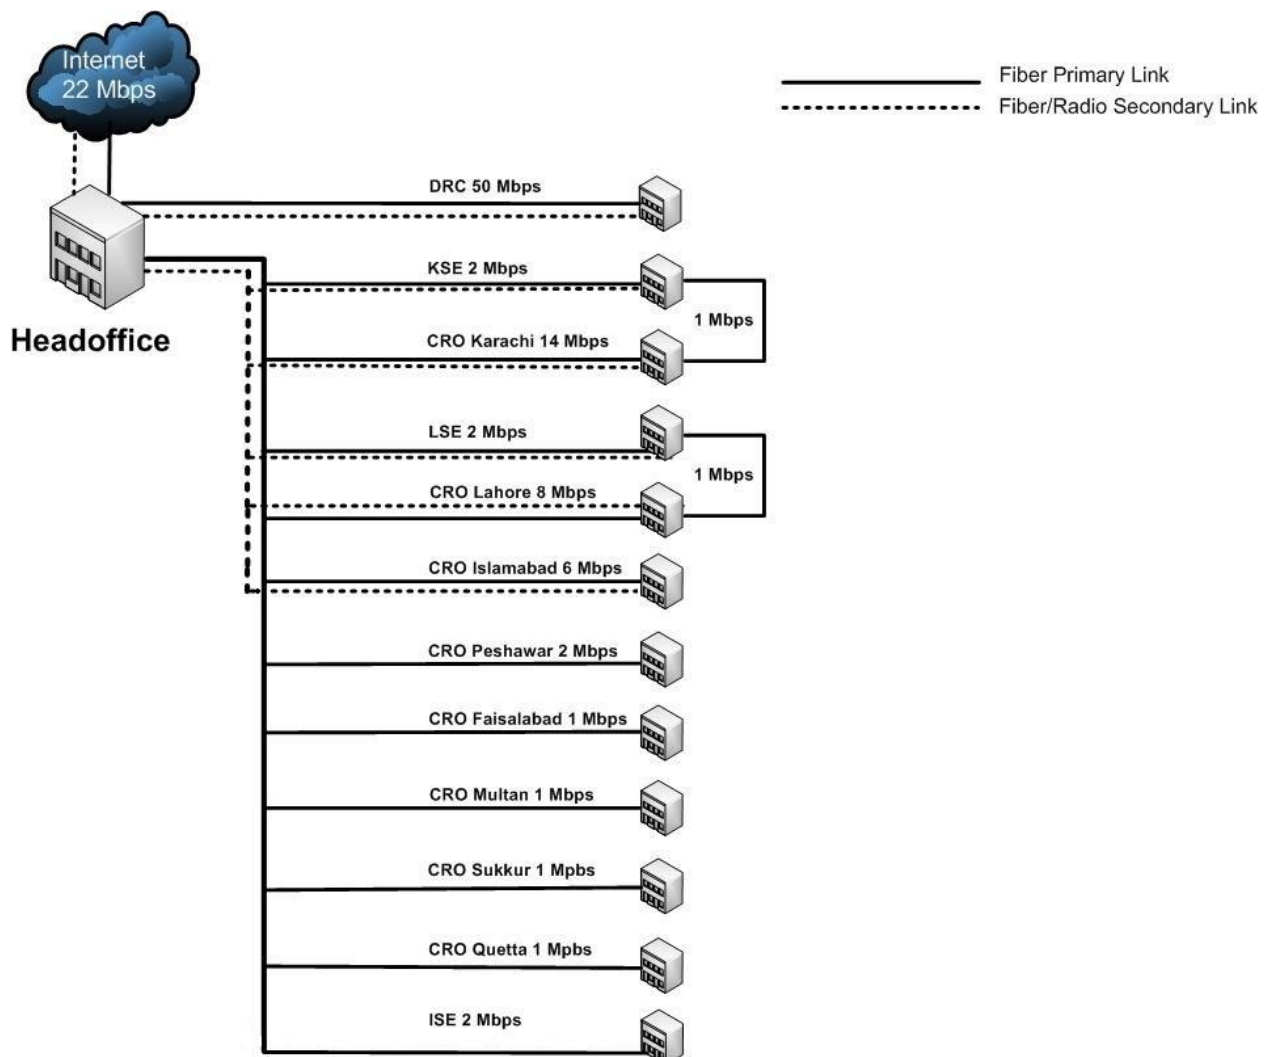 Internet
22 Mbps
Fiber Primary Link
Fiber/Radio Secondary Link
DRC 50 Mbps
KSE 2 Mbps
1 Mbps
Headoffice
CRO Karachi 14 Mbps
LSE 2 Mbps
1 Mbps
CRO Lahore 8 Mbps
CRO Islamabad 6 Mbps
CRO Peshawar 2 Mbps
CRO Faisalabad 1 Mbps
CRO Multan 1 Mbps
CRO Sukkur 1 Mpbs
CRO Quetta 1 Mpbs
ISE 2 Mbps